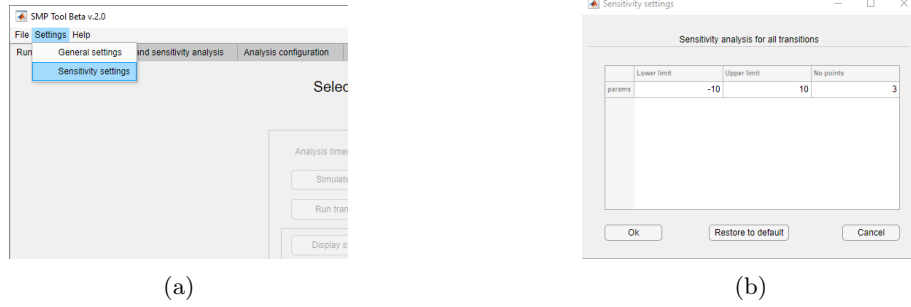 SMP Tool Beta v.2.0
File Settings Help
Run and sensitivity analysis Analysis configuration
General settings
Sensitivity settings
Selec
Analysis time
Simulate
Run tran
Display s
(a)
Sensitivity settings
Sensitivity analysis for all transitions
Lower limit Upper limit No points
params -10 10 3
Ok Restore to default Cancel
(b)